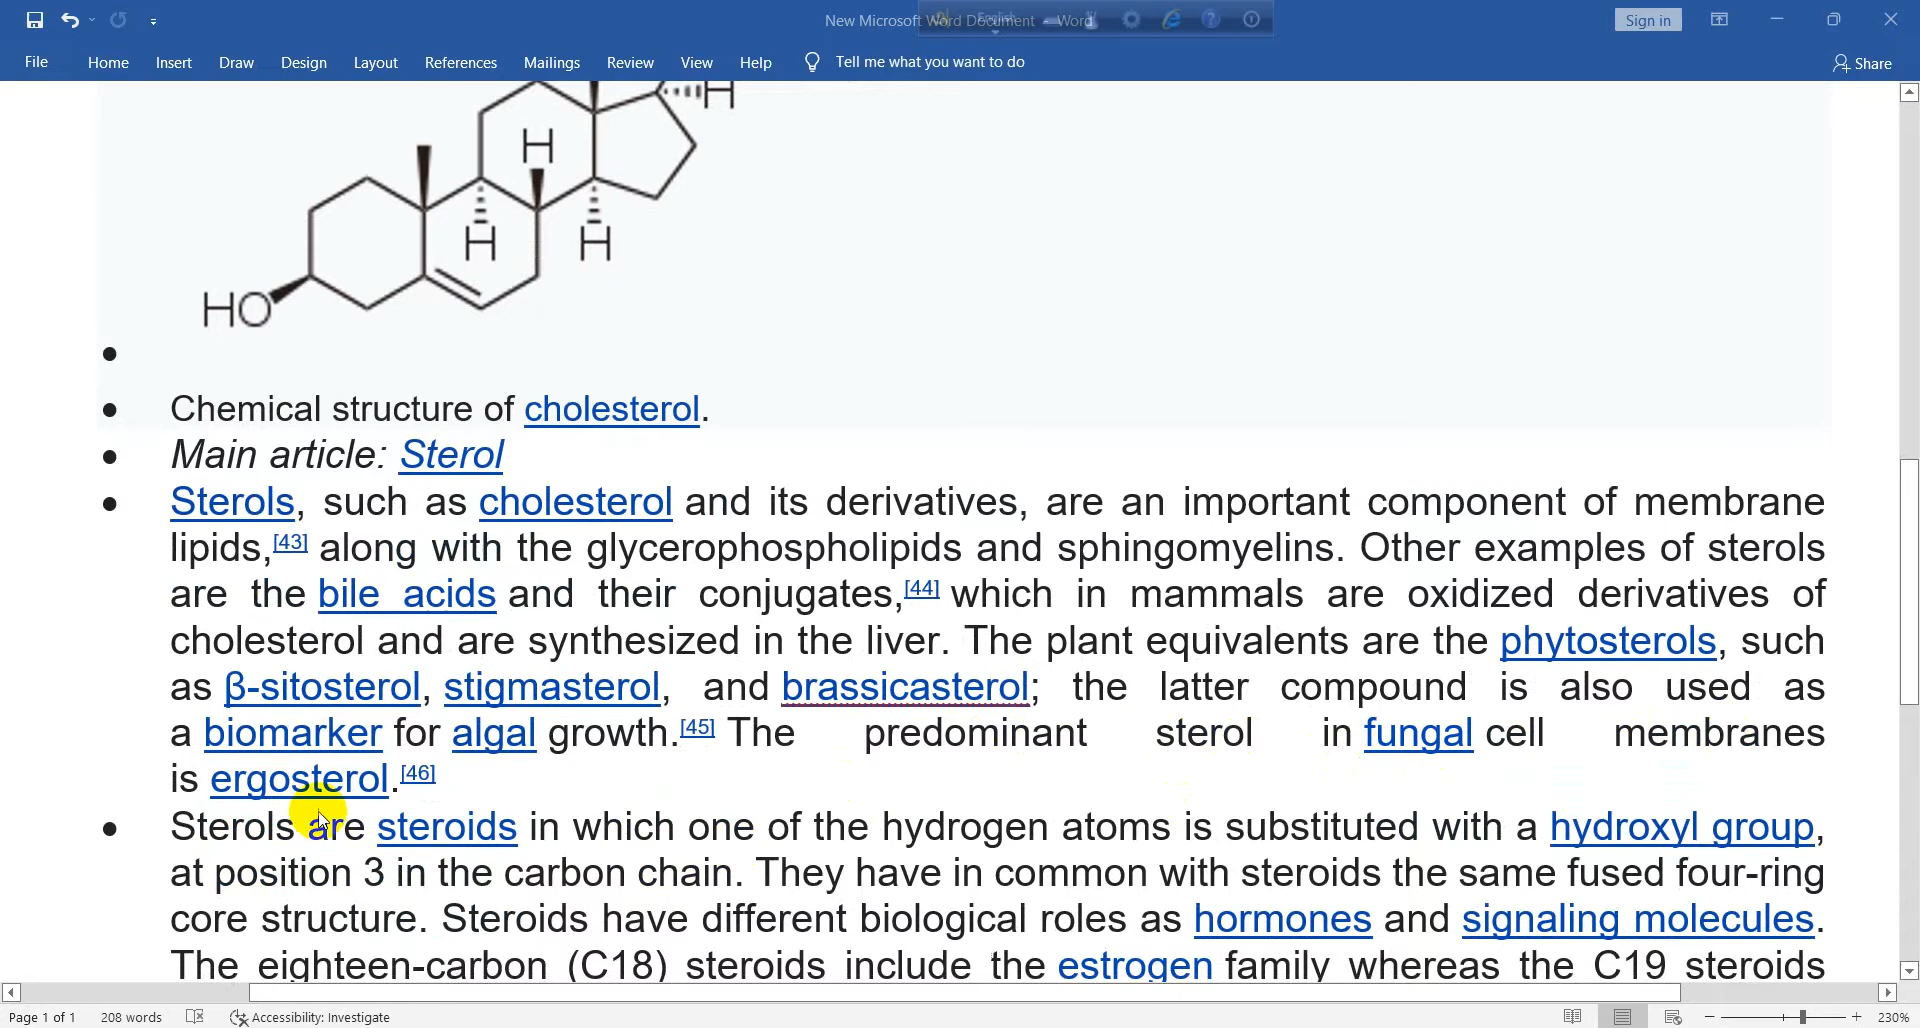 New Microsoft Word Document - Word
English
Sign in
File Home Insert Draw Design Layout References Mailings Review View Help Tell me what you want to do Share
H
H
H H
HO
• Chemical structure of cholesterol.
• Main article: Sterol
• Sterols, such as cholesterol and its derivatives, are an important component of membrane
lipids,[43] along with the glycerophospholipids and sphingomyelins. Other examples of sterols
are the bile acids and their conjugates,[44] which in mammals are oxidized derivatives of
cholesterol and are synthesized in the liver. The plant equivalents are the phytosterols, such
as β-sitosterol, stigmasterol, and brassicasterol; the latter compound is also used as
a biomarker for algal growth.[45] The predominant sterol in fungal cell membranes
is ergosterol.[46]
• Sterols are steroids in which one of the hydrogen atoms is substituted with a hydroxyl group,
at position 3 in the carbon chain. They have in common with steroids the same fused four-ring
core structure. Steroids have different biological roles as hormones and signaling molecules.
The eighteen-carbon (C18) steroids include the estrogen family whereas the C19 steroids
Page 1 of 1 208 words Accessibility: Investigate 230%